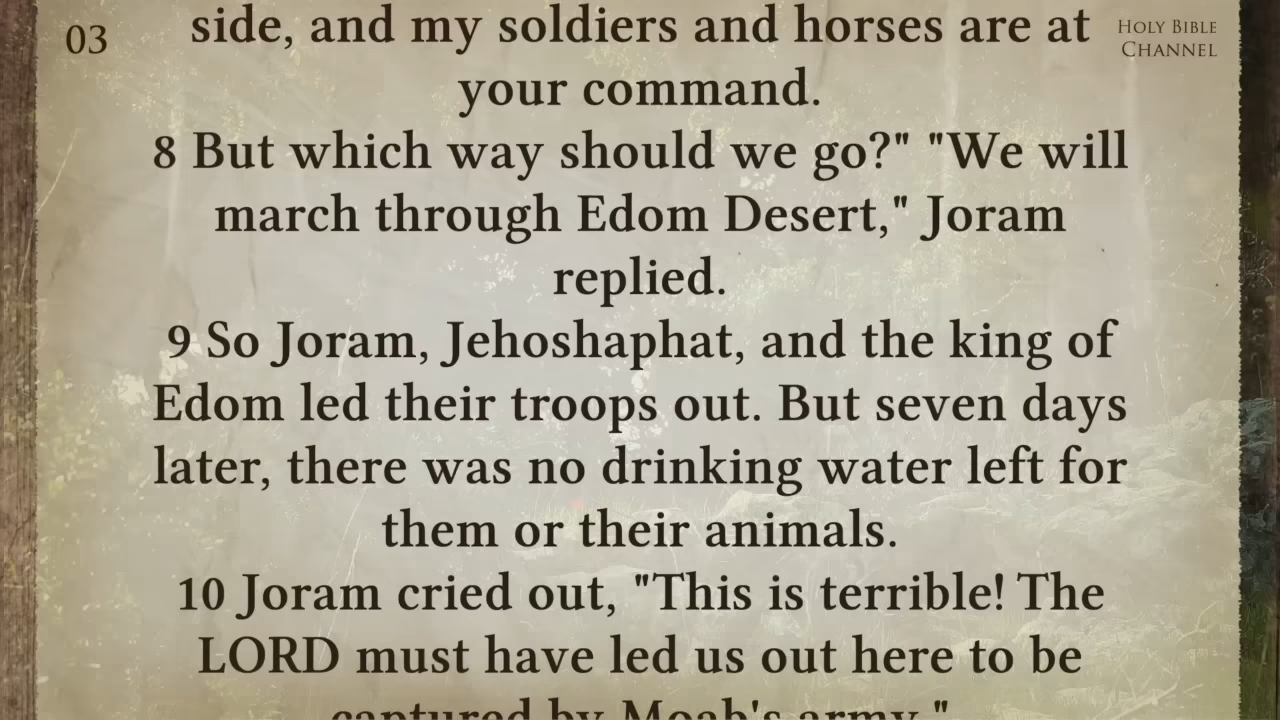 03
HOLY BIBLE
CHANNEL
side, and my soldiers and horses are at
your command.
8 But which way should we go?" "We will
march through Edom Desert," Joram
replied.
9 So Joram, Jehoshaphat, and the king of
Edom led their troops out. But seven days
later, there was no drinking water left for
them or their animals.
10 Joram cried out, "This is terrible! The
LORD must have led us out here to be
captured by Moab's army."